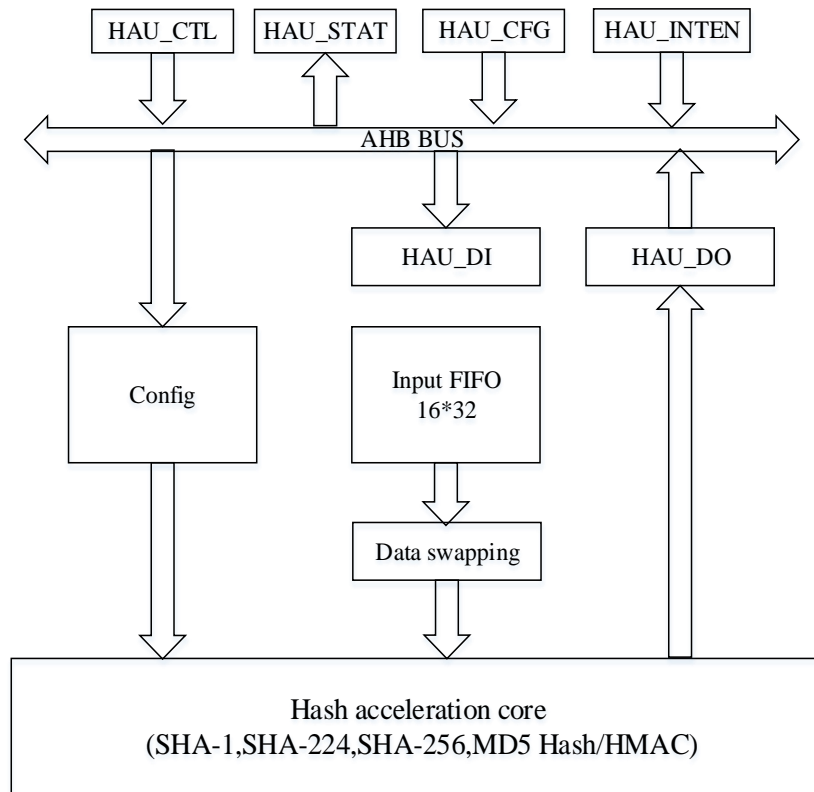 HAU_CTL
HAU_STAT
HAU_CFG
HAU_INTEN
AHB BUS
HAU_DI
HAU_DO
Config
Input FIFO
16*32
Data swapping
Hash acceleration core
(SHA-1,SHA-224,SHA-256,MD5 Hash/HMAC)